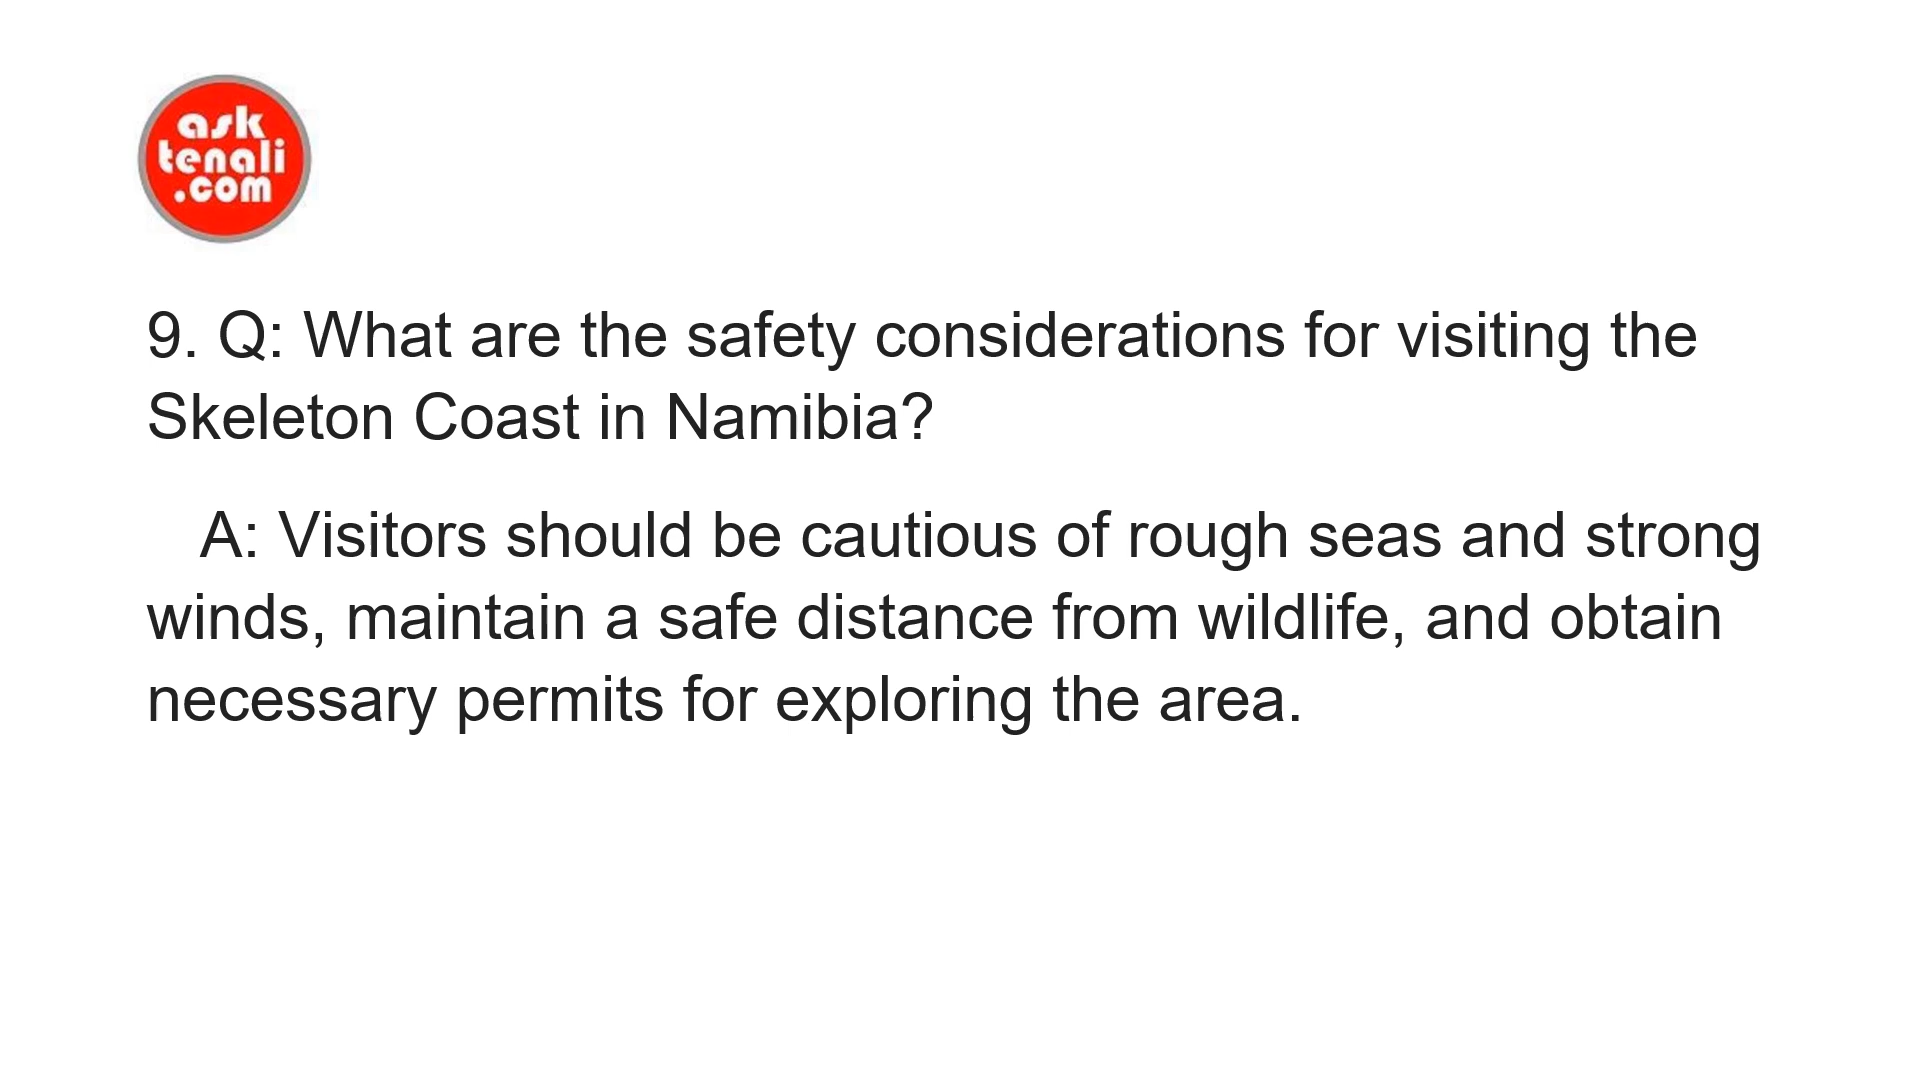 ask
tenali
.com
9. Q: What are the safety considerations for visiting the
Skeleton Coast in Namibia?
A: Visitors should be cautious of rough seas and strong
winds, maintain a safe distance from wildlife, and obtain
necessary permits for exploring the area.